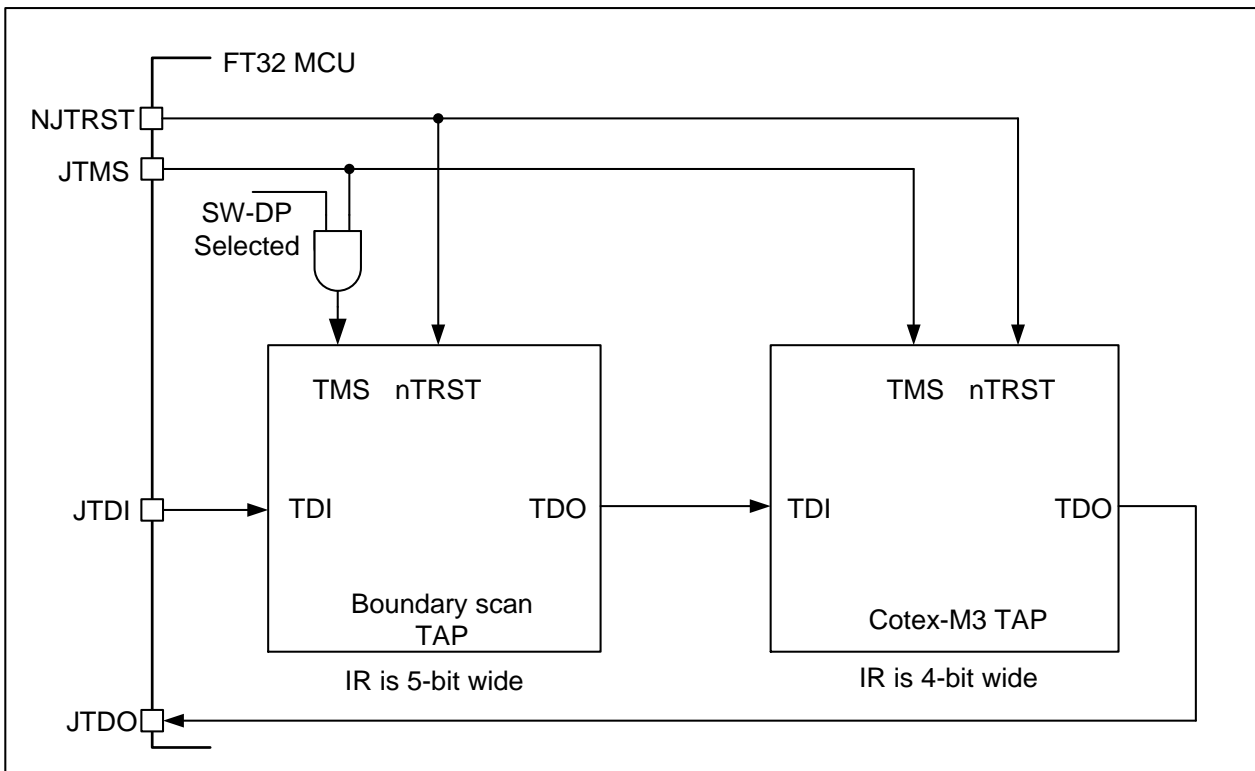 FT32 MCU
NJTRST
JTMS
SW-DP
Selected
TMS nTRST
TMS nTRST
JTDI
TDI
TDO
TDI
TDO
Boundary scan
TAP
Cotex-M3 TAP
IR is 5-bit wide
IR is 4-bit wide
JTDO